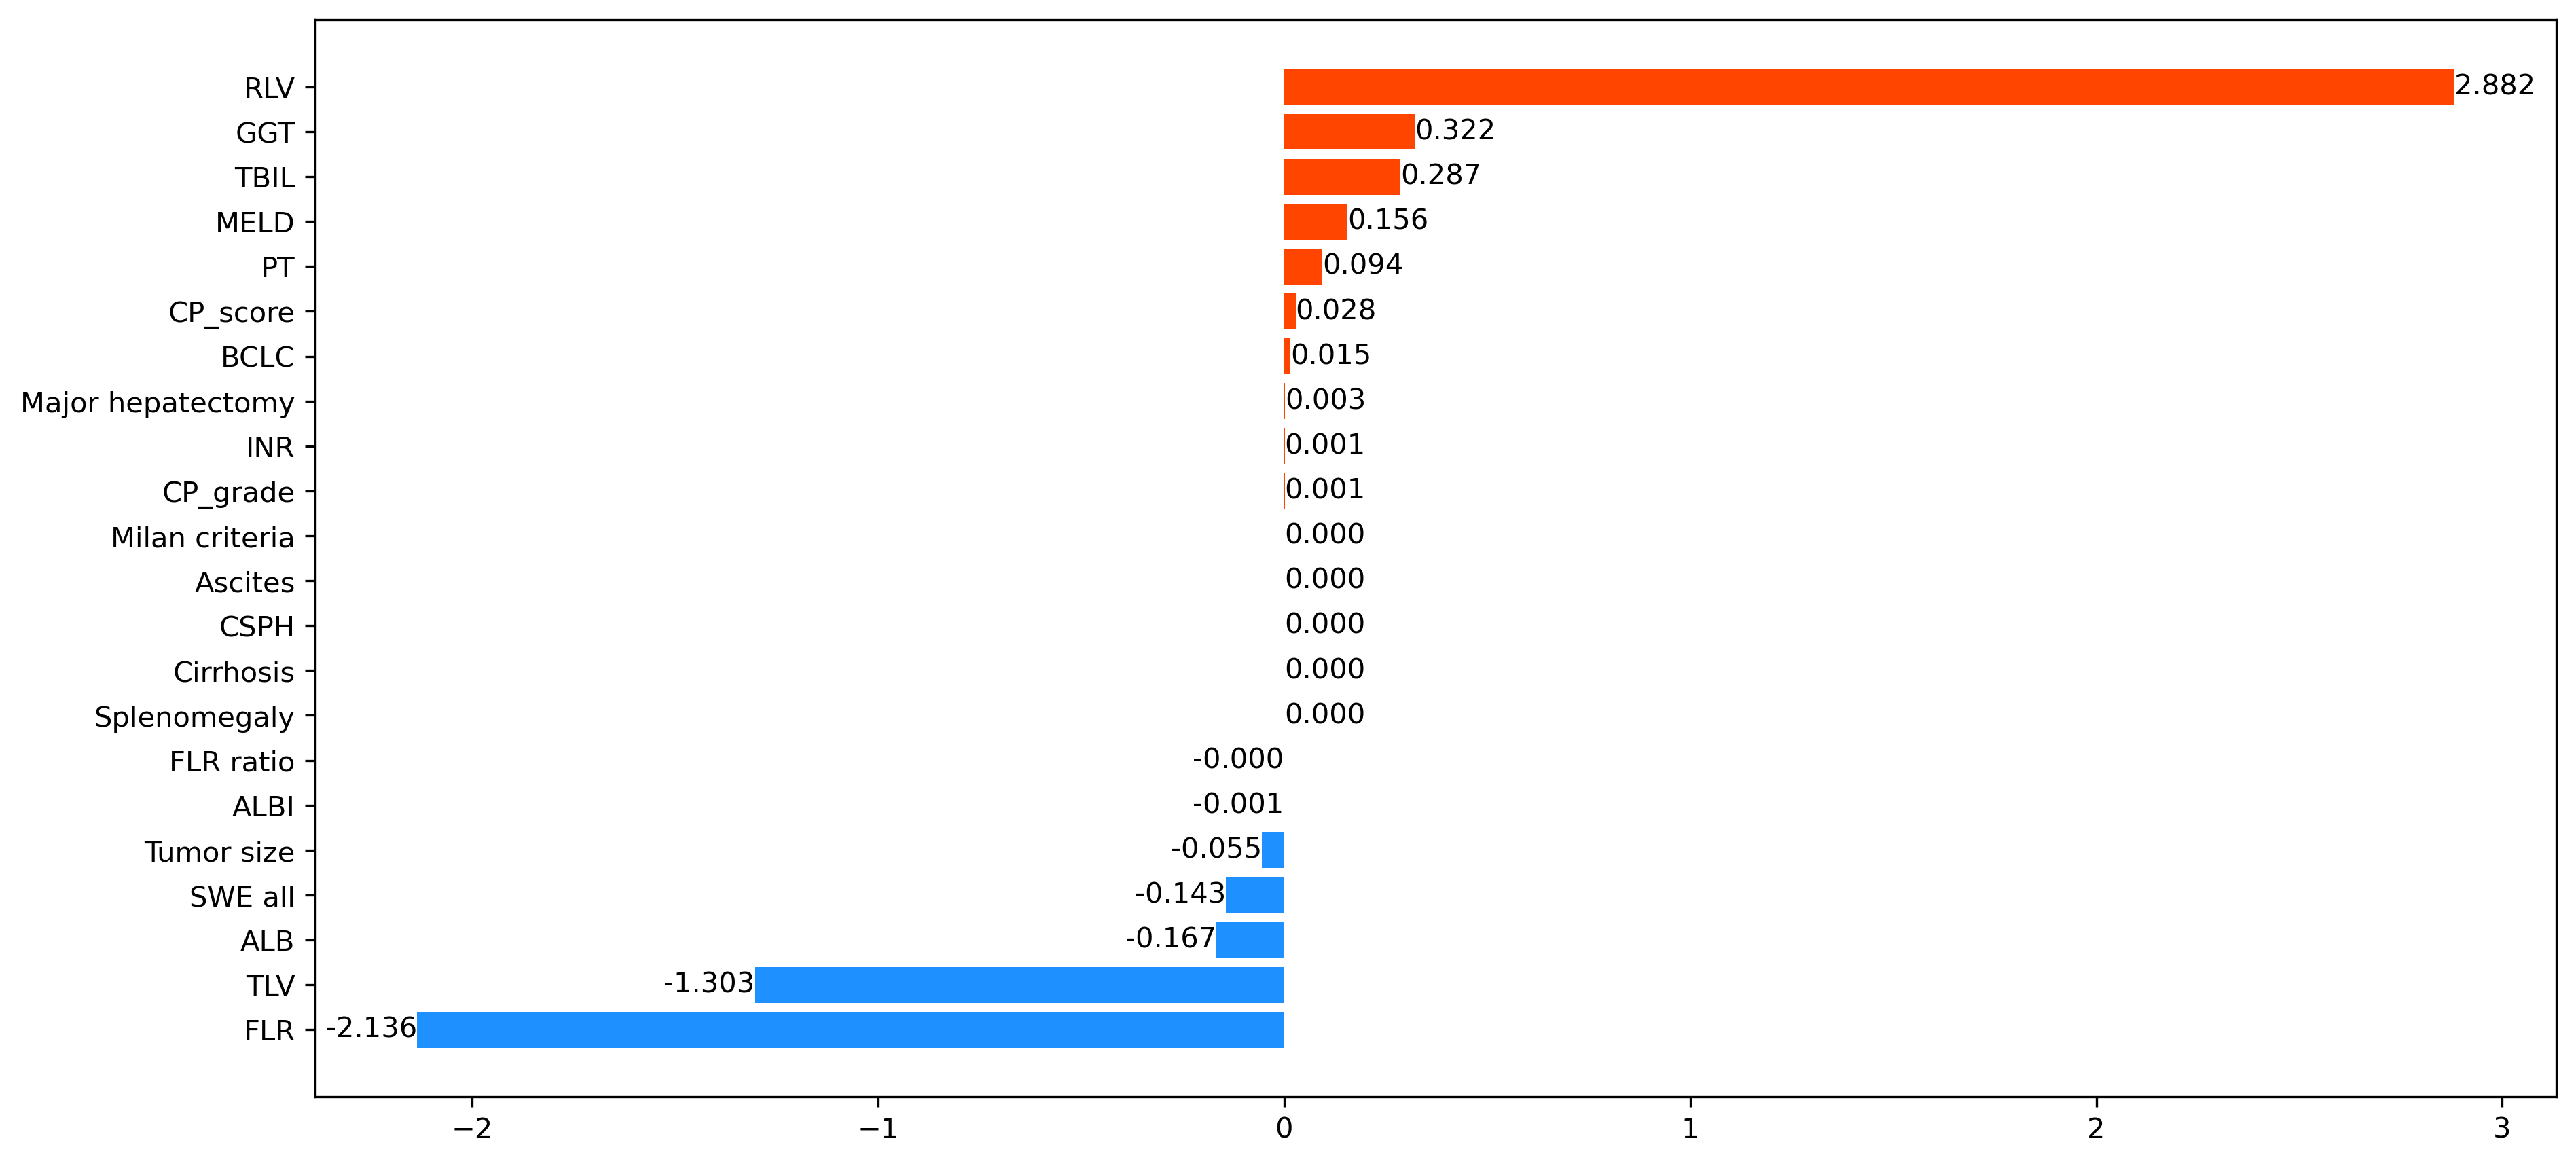 RLV 2.882
GGT 0.322
TBIL 0.287
MELD 0.156
PT 0.094
CP_score 0.028
BCLC 0.015
Major hepatectomy 0.003
INR 0.001
CP_grade 0.001
Milan criteria 0.000
Ascites 0.000
CSPH 0.000
Cirrhosis 0.000
Splenomegaly 0.000
FLR ratio -0.000
ALBI -0.001
Tumor size -0.055
SWE all -0.143
ALB -0.167
TLV -1.303
FLR -2.136
−2 −1 0 1 2 3